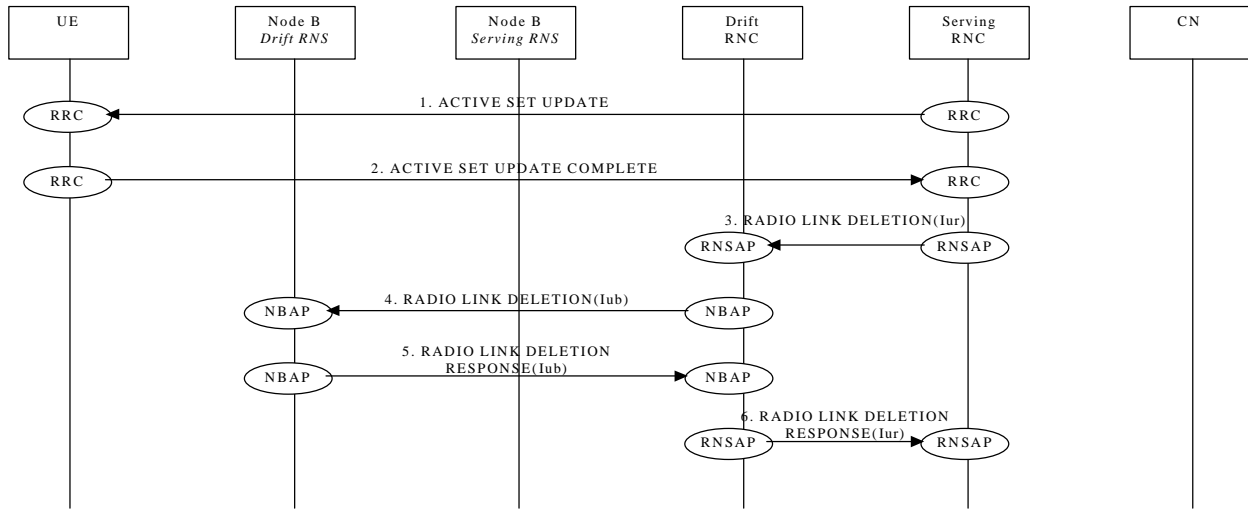 UE
Node B
Drift RNS
Node B
Serving RNS
Drift
RNC
Serving
RNC
CN
1. ACTIVE SET UPDATE
RRC
RRC
2. ACTIVE SET UPDATE COMPLETE
RRC
RRC
3. RADIO LINK DELETION(Iur)
RNSAP
RNSAP
4. RADIO LINK DELETION(Iub)
NBAP
NBAP
5. RADIO LINK DELETION
RESPONSE(Iub)
NBAP
NBAP
6. RADIO LINK DELETION
RESPONSE(Iur)
RNSAP
RNSAP